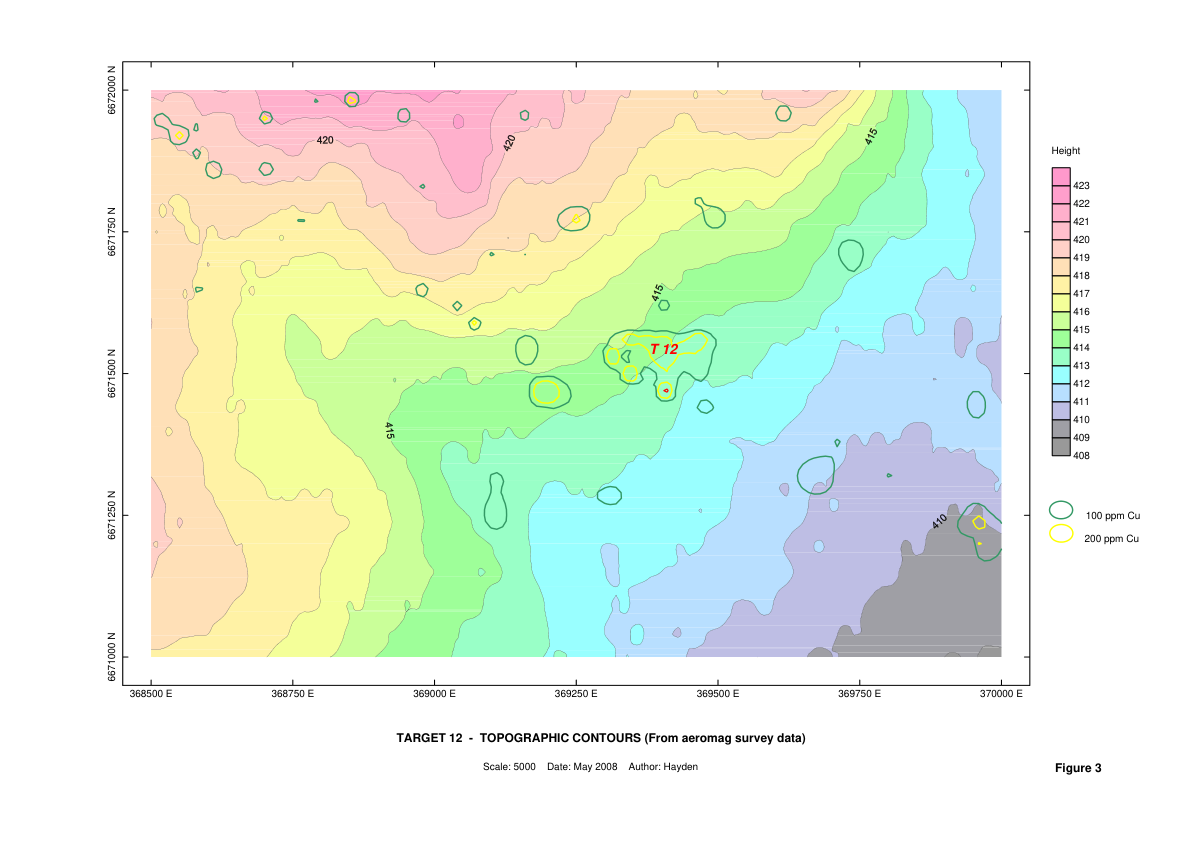 6672000 N
6671750 N
6671500 N
6671250 N
6671000 N
420
420
415
415
T 12
415
410
368500 E
368750 E
369000 E
369250 E
369500 E
369750 E
370000 E
Height
423
422
421
420
419
418
417
416
415
414
413
412
411
410
409
408
100 ppm Cu
200 ppm Cu
TARGET 12 - TOPOGRAPHIC CONTOURS (From aeromag survey data)
Scale: 5000 Date: May 2008 Author: Hayden
Figure 3